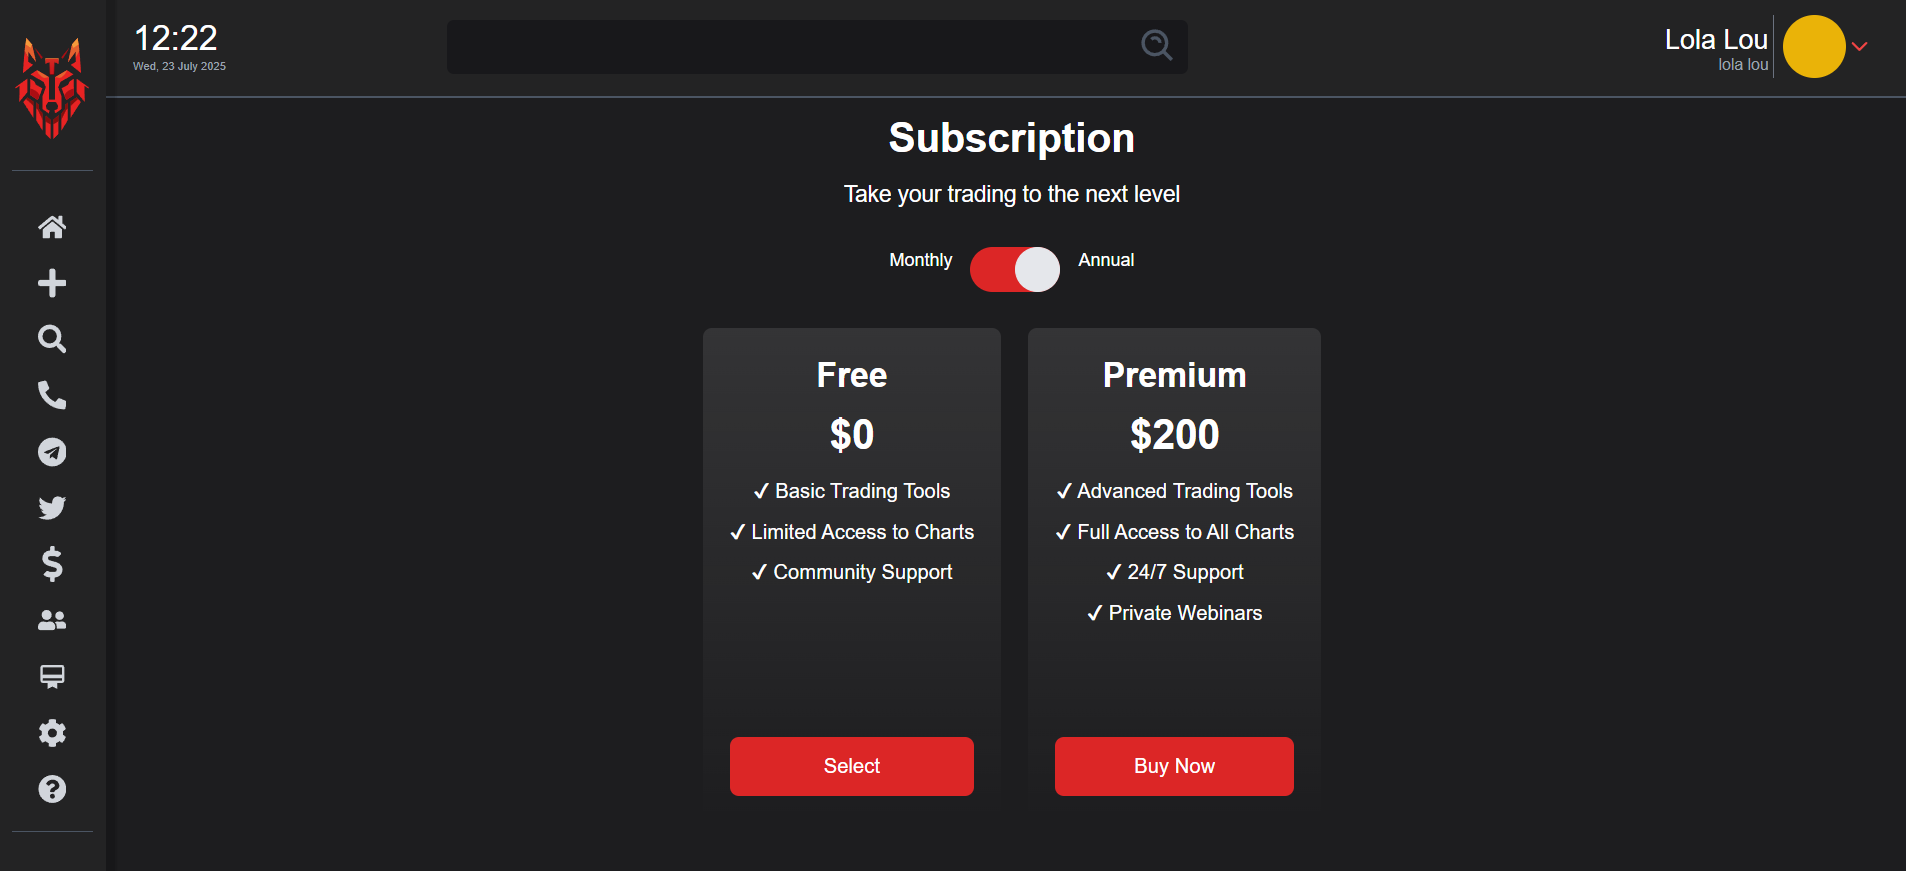 12:22
Wed, 23 July 2025
Lola Lou
lola lou
Subscription
Take your trading to the next level
Monthly
Annual
Free
$0
✓ Basic Trading Tools
✓ Limited Access to Charts
✓ Community Support
Select
Premium
$200
✓ Advanced Trading Tools
✓ Full Access to All Charts
✓ 24/7 Support
✓ Private Webinars
Buy Now